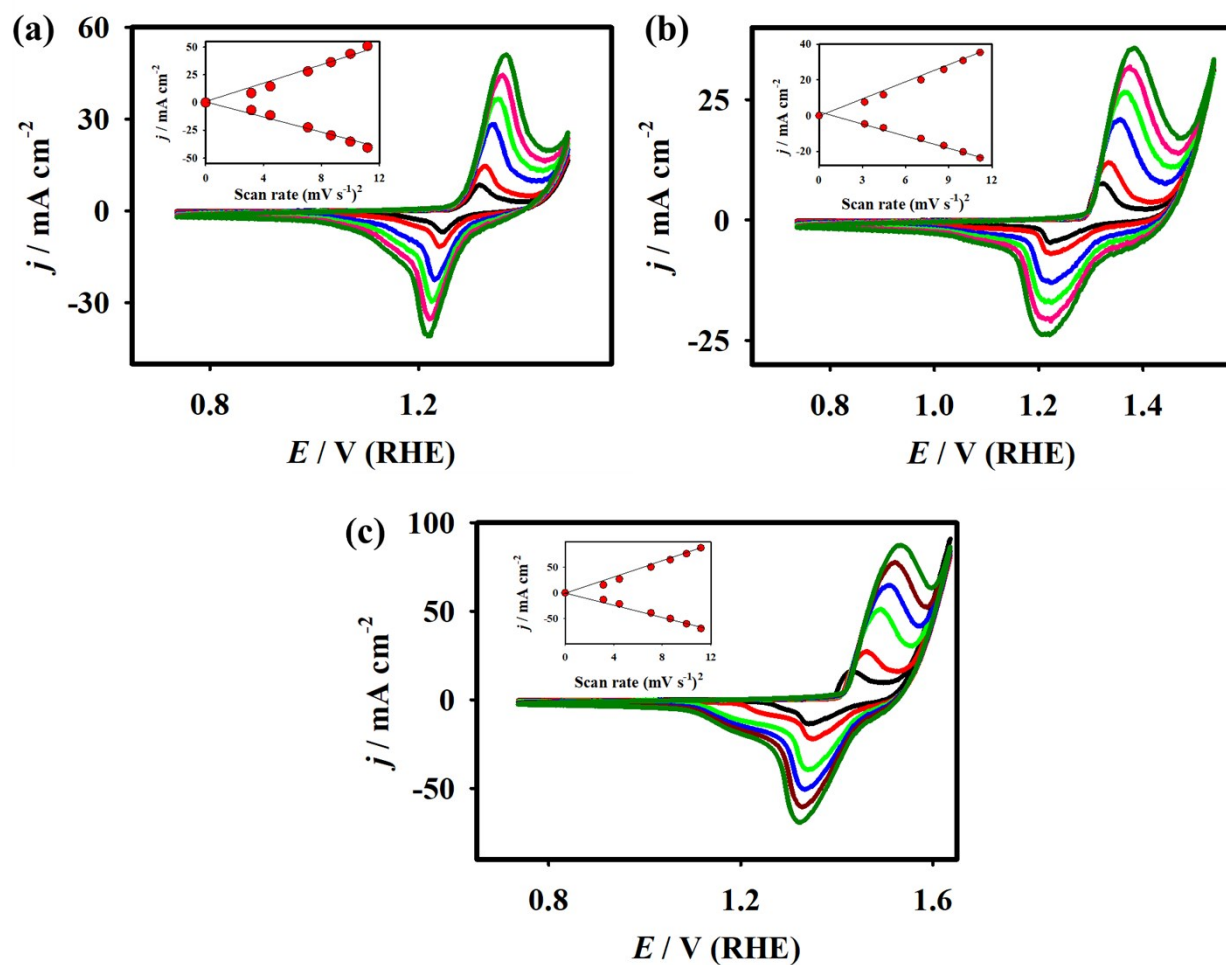 (a)
60
30
0
-30
j / mA cm⁻²
0.8 1.2
E / V (RHE)
50
25
0
-25
-50
j / mA cm⁻²
0 4 8 12
Scan rate (mV s⁻¹)²
(b)
25
0
-25
j / mA cm⁻²
0.8 1.0 1.2 1.4
E / V (RHE)
40
20
0
-20
j / mA cm⁻²
0 3 6 9 12
Scan rate (mV s⁻¹)²
(c)
100
50
0
-50
j / mA cm⁻²
0.8 1.2 1.6
E / V (RHE)
50
0
-50
j / mA cm⁻²
0 4 8 12
Scan rate (mV s⁻¹)²